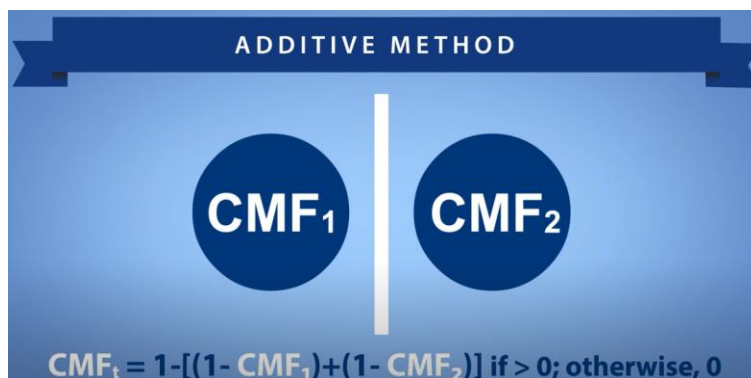 ADDITIVE METHOD
CMF₁ CMF₂
CMFₜ = 1-[(1- CMF₁)+(1- CMF₂)] if > 0; otherwise, 0